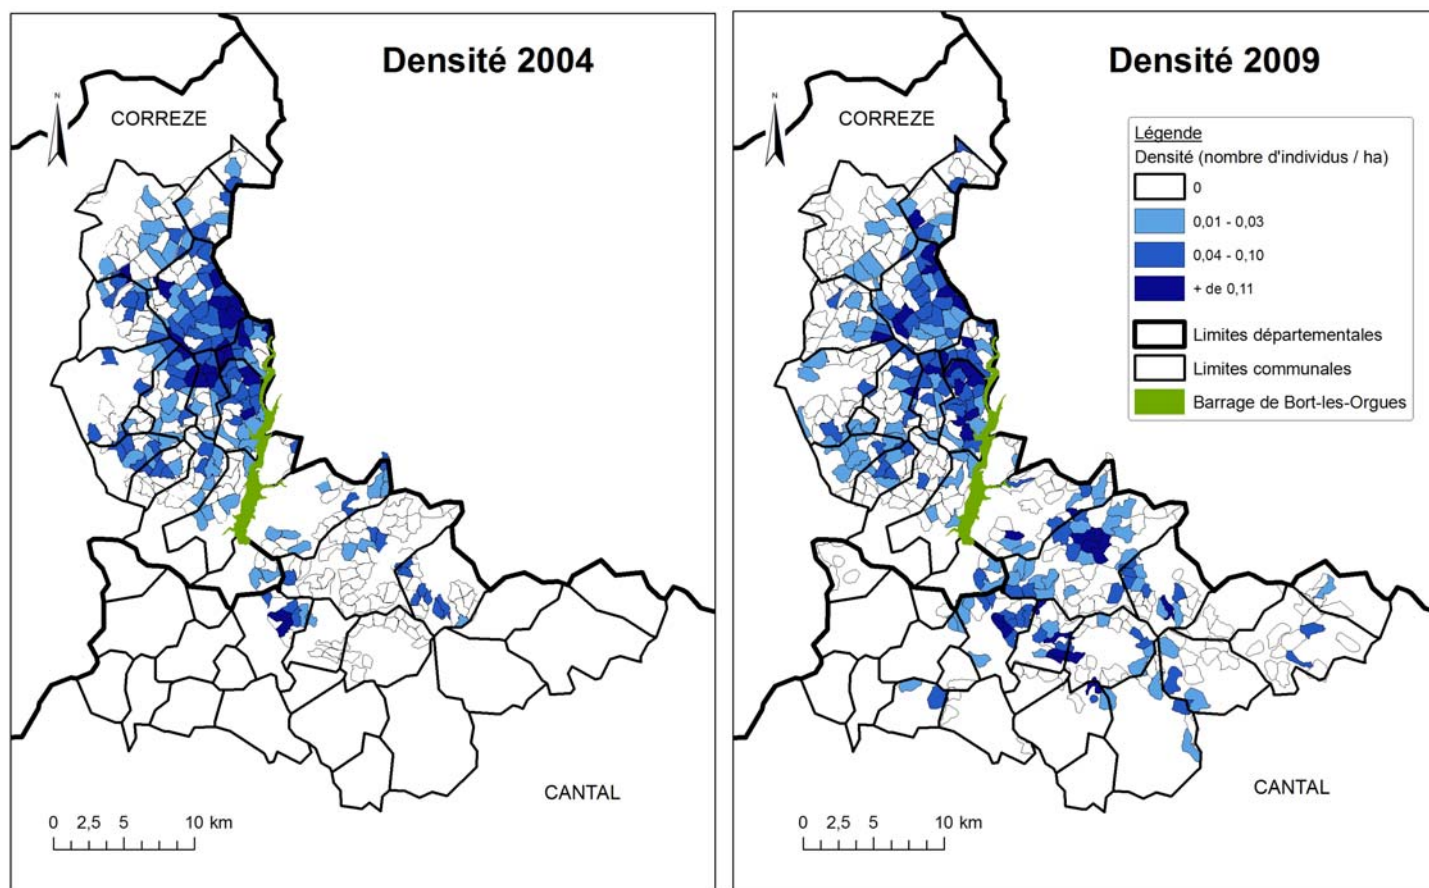 Densité 2004
N
CORREZE
CANTAL
0 2,5 5 10 km
Densité 2009
N
CORREZE
Légende
Densité (nombre d'individus / ha)
0
0,01 - 0,03
0,04 - 0,10
+ de 0,11
Limites départementales
Limites communales
Barrage de Bort-les-Orgues
CANTAL
0 2,5 5 10 km